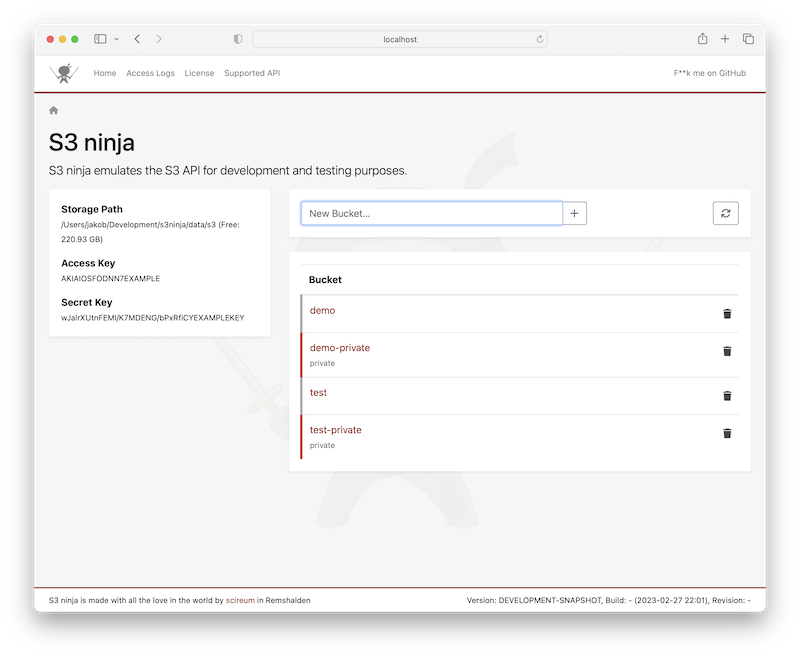 localhost
Home Access Logs License Supported API F**k me on GitHub
S3 ninja
S3 ninja emulates the S3 API for development and testing purposes.
Storage Path
/Users/jakob/Development/s3ninja/data/s3 (Free:
220.93 GB)
Access Key
AKIAIOSFODNN7EXAMPLE
Secret Key
wJalrXUtnFEMI/K7MDENG/bPxRfiCYEXAMPLEKEY
New Bucket...
Bucket
demo
demo-private
private
test
test-private
private
S3 ninja is made with all the love in the world by scireum in Remshalden
Version: DEVELOPMENT-SNAPSHOT, Build: - (2023-02-27 22:01), Revision: -